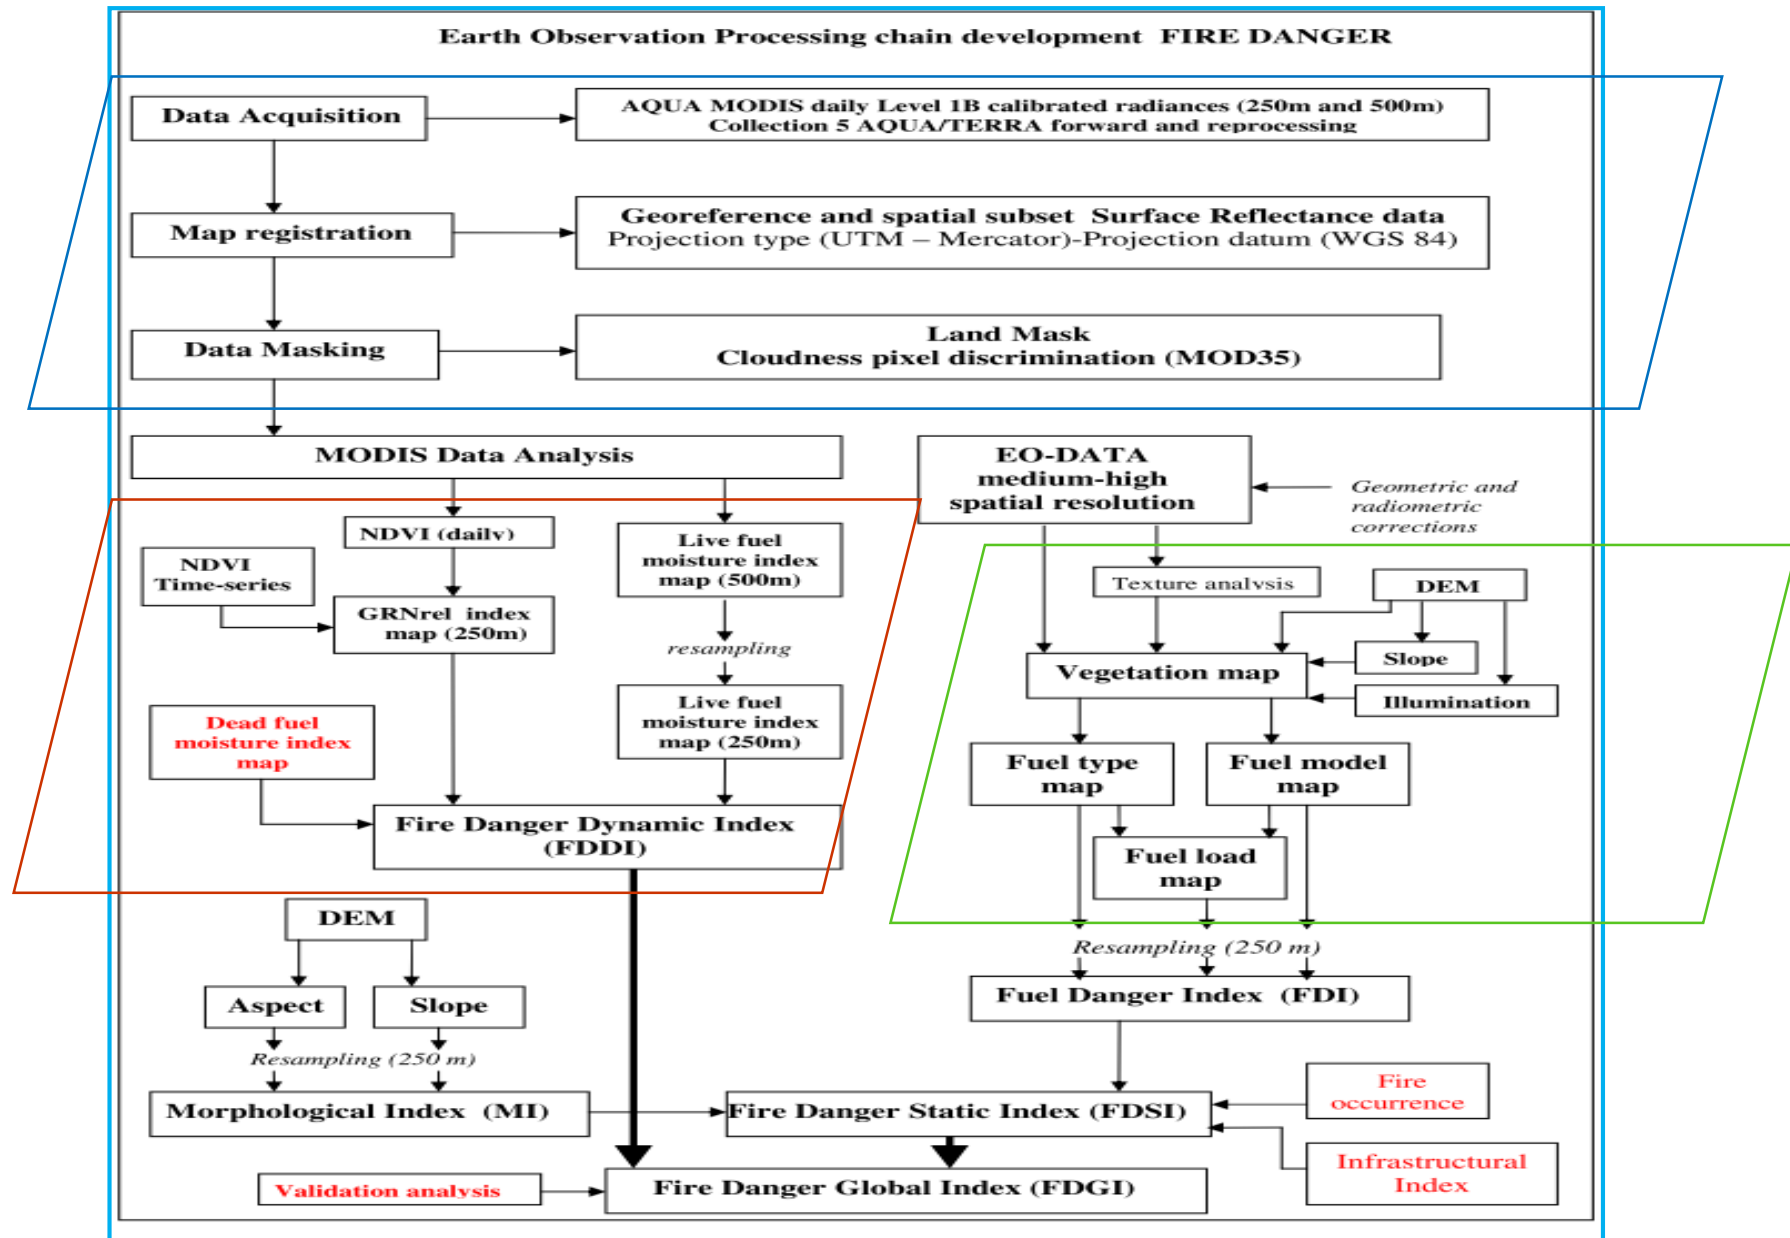 Earth Observation Processing chain development FIRE DANGER
Data Acquisition
AQUA MODIS daily Level 1B calibrated radiances (250m and 500m)
Collection 5 AQUA/TERRA forward and reprocessing
Map registration
Georeference and spatial subset Surface Reflectance data
Projection type (UTM – Mercator)-Projection datum (WGS 84)
Data Masking
Land Mask
Cloudness pixel discrimination (MOD35)
MODIS Data Analysis
EO-DATA
medium-high
spatial resolution
Geometric and
radiometric
corrections
NDVI (daily)
NDVI
Time-series
GRNrel index
map (250m)
Live fuel
moisture index
map (500m)
resampling
Live fuel
moisture index
map (250m)
Dead fuel
moisture index
map
Fire Danger Dynamic Index
(FDDI)
Texture analysis
DEM
Slope
Illumination
Vegetation map
Fuel type
map
Fuel model
map
Fuel load
map
Resampling (250 m)
Fuel Danger Index (FDI)
DEM
Aspect
Slope
Resampling (250 m)
Morphological Index (MI)
Fire Danger Static Index (FDSI)
Fire
occurrence
Infrastructural
Index
Validation analysis
Fire Danger Global Index (FDGI)